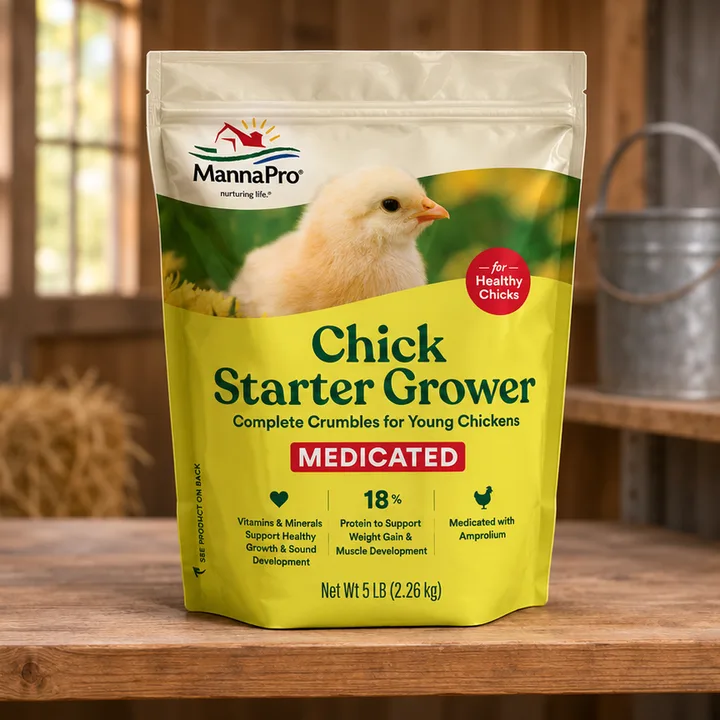 MannaPro®
nurturing life.®
for
Healthy
Chicks
Chick
Starter Grower
Complete Crumbles for Young Chickens
MEDICATED
Vitamins & Minerals
Support Healthy
Growth & Sound
Development
18%
Protein to Support
Weight Gain &
Muscle Development
Medicated with
Amprolium
SEE PRODUCT ON BACK
Net Wt 5 LB (2.26 kg)